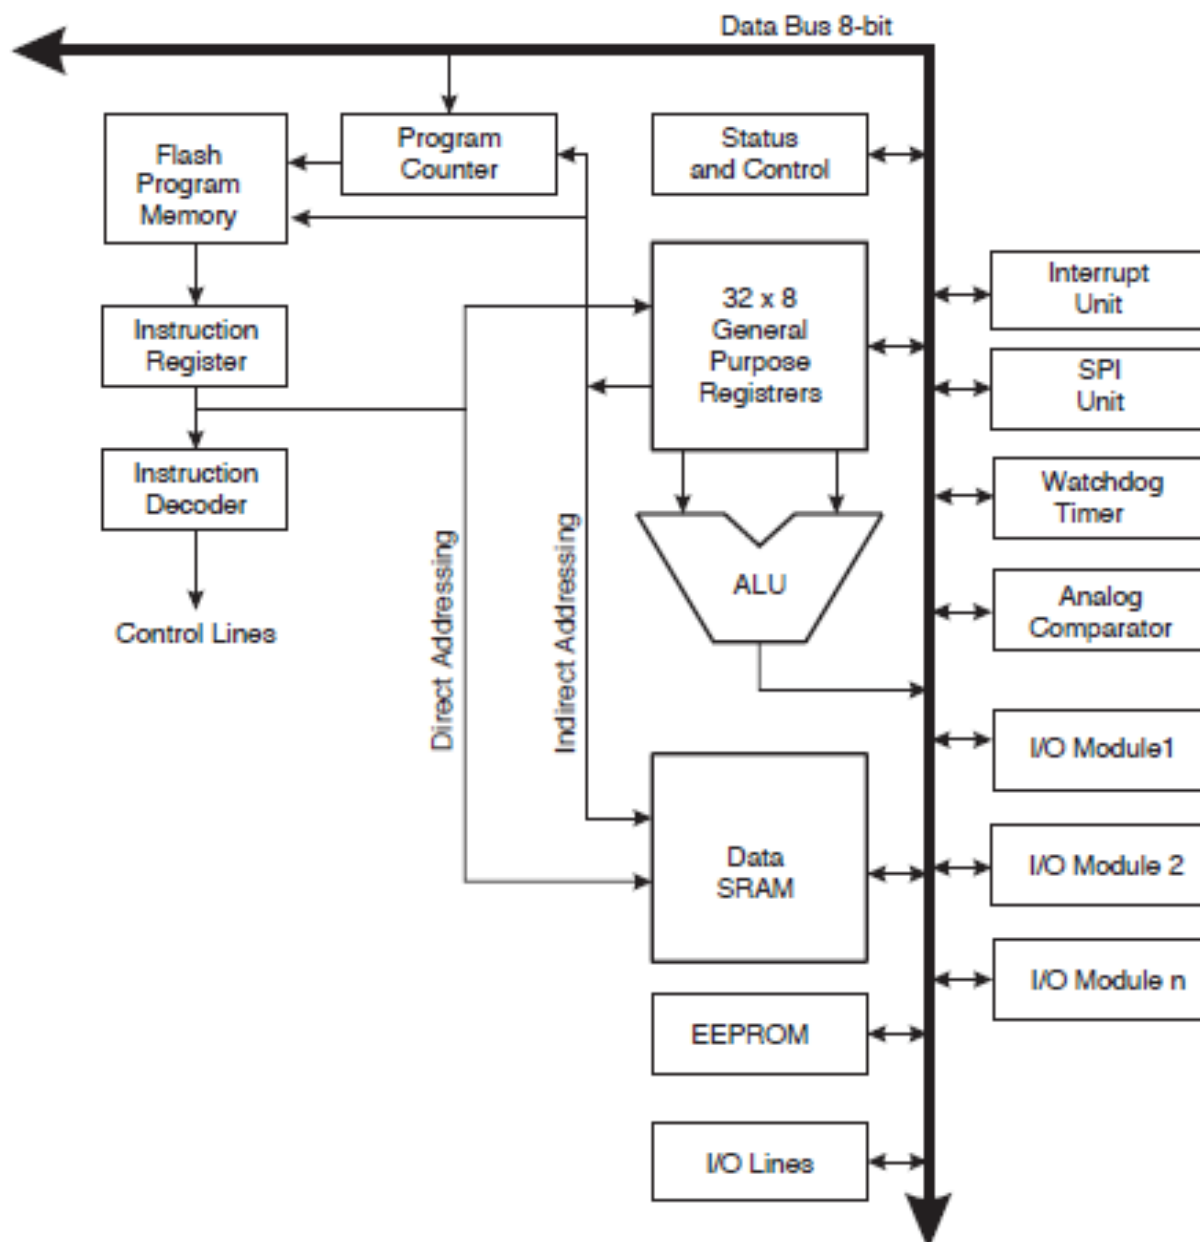 Data Bus 8-bit
Flash
Program
Memory
Program
Counter
Status
and Control
Interrupt
Unit
32 x 8
General
Purpose
Registrers
Instruction
Register
SPI
Unit
Instruction
Decoder
Watchdog
Timer
Control Lines
Direct Addressing
Indirect Addressing
ALU
Analog
Comparator
I/O Module1
Data
SRAM
I/O Module 2
I/O Module n
EEPROM
I/O Lines